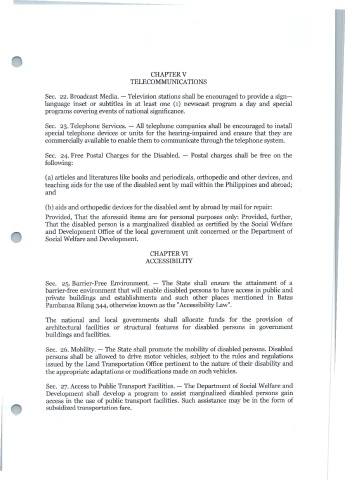 CHAPTER V
TELECOMMUNICATIONS
Sec. 22. Broadcast Media. — Television stations shall be encouraged to provide a sign—
language inset or subtitles in at least one (1) newscast program a day and special
programs covering events of national significance.
Sec. 23. Telephone Services. — All telephone companies shall be encouraged to install
special telephone devices or units for the hearing-impaired and ensure that they are
commercially available to enable them to communicate through the telephone system.
Sec. 24. Free Postal Charges for the Disabled. — Postal charges shall be free on the
following:
(a) articles and literatures like books and periodicals, orthopedic and other devices, and
teaching aids for the use of the disabled sent by mail within the Philippines and abroad;
and
(b) aids and orthopedic devices for the disabled sent by abroad by mail for repair:
Provided, That the aforesaid items are for personal purposes only: Provided, further,
That the disabled person is a marginalized disabled as certified by the Social Welfare
and Development Office of the local government unit concerned or the Department of
Social Welfare and Development.
CHAPTER VI
ACCESSIBILITY
Sec. 25. Barrier-Free Environment. — The State shall ensure the attainment of a
barrier-free environment that will enable disabled persons to have access in public and
private buildings and establishments and such other places mentioned in Batas
Pambansa Bilang 344, otherwise known as the "Accessibility Law".
The national and local governments shall allocate funds for the provision of
architectural facilities or structural features for disabled persons in government
buildings and facilities.
Sec. 26. Mobility. — The State shall promote the mobility of disabled persons. Disabled
persons shall be allowed to drive motor vehicles, subject to the rules and regulations
issued by the Land Transportation Office pertinent to the nature of their disability and
the appropriate adaptations or modifications made on such vehicles.
Sec. 27. Access to Public Transport Facilities. — The Department of Social Welfare and
Development shall develop a program to assist marginalized disabled persons gain
access in the use of public transport facilities. Such assistance may be in the form of
subsidized transportation fare.